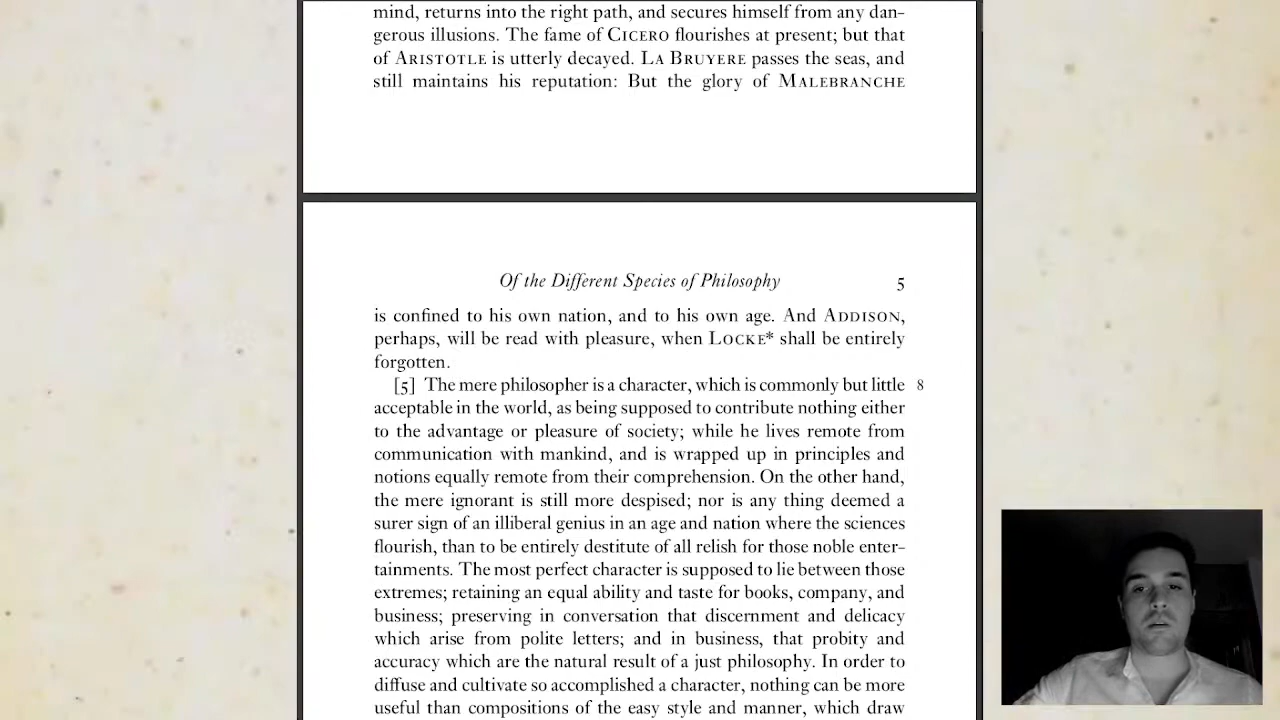 mind, returns into the right path, and secures himself from any dan-
gerous illusions. The fame of CICERO flourishes at present; but that
of ARISTOTLE is utterly decayed. LA BRUYERE passes the seas, and
still maintains his reputation: But the glory of MALEBRANCHE
Of the Different Species of Philosophy 5
is confined to his own nation, and to his own age. And ADDISON,
perhaps, will be read with pleasure, when LOCKE* shall be entirely
forgotten.
[5] The mere philosopher is a character, which is commonly but little 8
acceptable in the world, as being supposed to contribute nothing either
to the advantage or pleasure of society; while he lives remote from
communication with mankind, and is wrapped up in principles and
notions equally remote from their comprehension. On the other hand,
the mere ignorant is still more despised; nor is any thing deemed a
surer sign of an illiberal genius in an age and nation where the sciences
flourish, than to be entirely destitute of all relish for those noble enter-
tainments. The most perfect character is supposed to lie between those
extremes; retaining an equal ability and taste for books, company, and
business; preserving in conversation that discernment and delicacy
which arise from polite letters; and in business, that probity and
accuracy which are the natural result of a just philosophy. In order to
diffuse and cultivate so accomplished a character, nothing can be more
useful than compositions of the easy style and manner, which draw